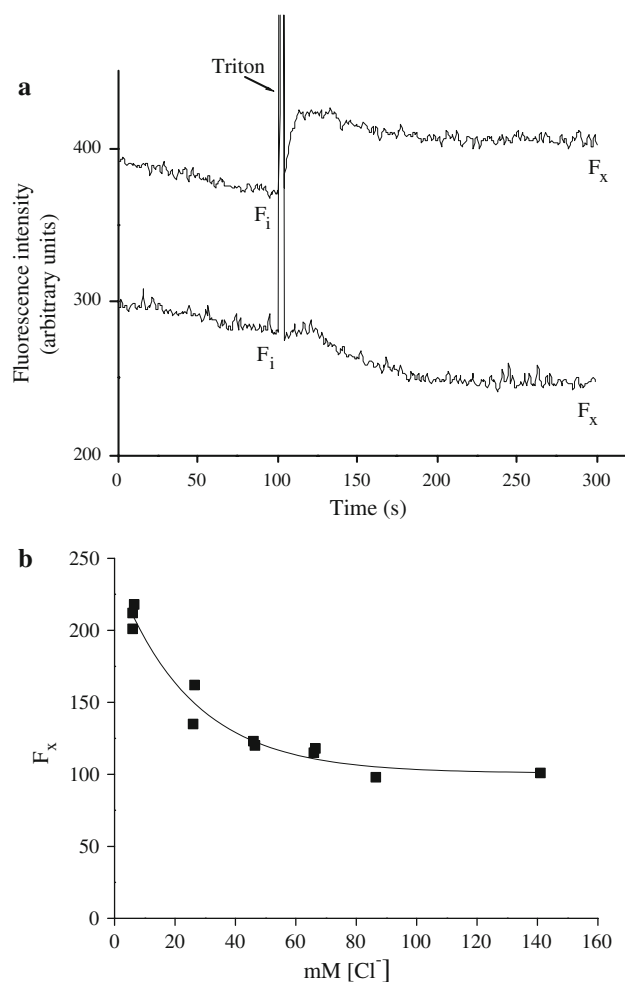 a
Triton
Fluorescence intensity
(arbitrary units)
400
300
200
F_i
F_x
F_i
F_x
0 50 100 150 200 250 300
Time (s)
b
250
200
150
100
50
0
F_x
0 20 40 60 80 100 120 140 160
mM [Cl⁻]